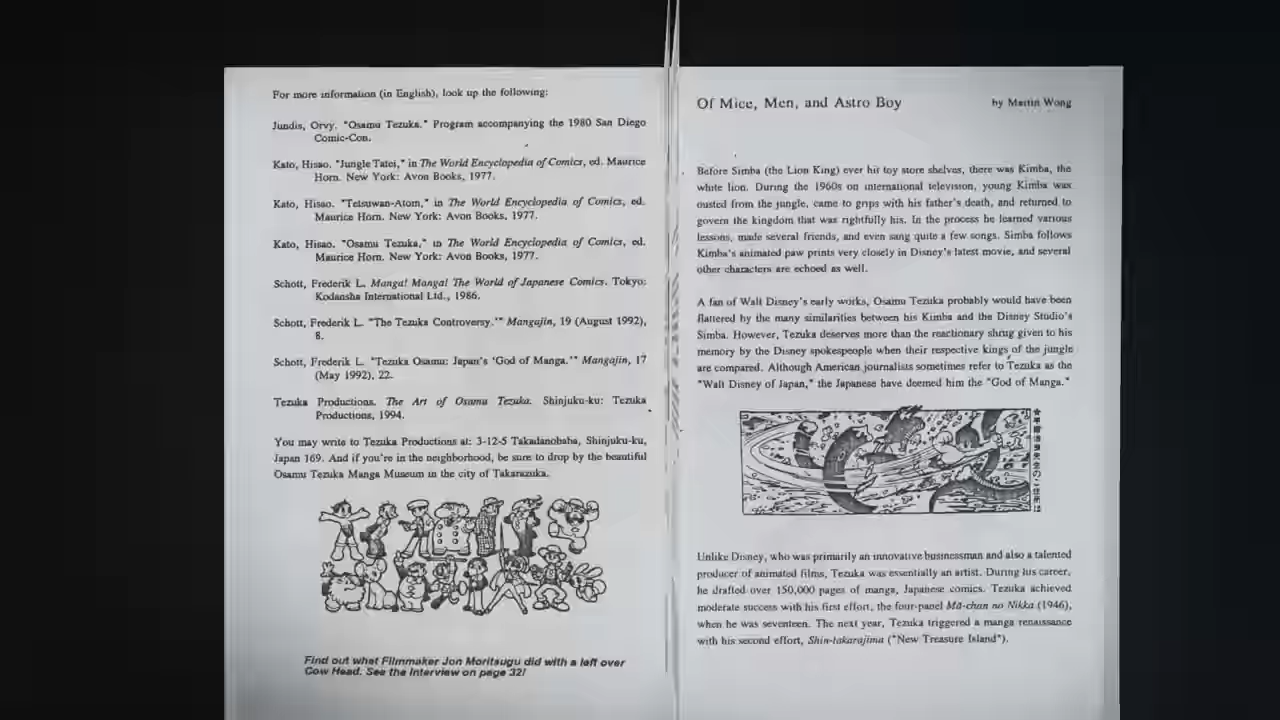 For more information (in English), look up the following:
Jundis, Orvy. "Osamu Tezuka." Program accompanying the 1980 San Diego
Comic-Con.
Kato, Hisao. "Jungle Tatei," in The World Encyclopedia of Comics, ed. Maurice
Horn. New York: Avon Books, 1977.
Kato, Hisao. "Tetsuwan-Atom," in The World Encyclopedia of Comics, ed.
Maurice Horn. New York: Avon Books, 1977.
Kato, Hisao. "Osamu Tezuka," in The World Encyclopedia of Comics, ed.
Maurice Horn. New York: Avon Books, 1977.
Schott, Frederik L. Manga! Manga! The World of Japanese Comics. Tokyo:
Kodansha International Ltd., 1986.
Schott, Frederik L. "The Tezuka Controversy.'" Mangajin, 19 (August 1992),
8.
Schott, Frederik L. "Tezuka Osamu: Japan's 'God of Manga.'" Mangajin, 17
(May 1992), 22.
Tezuka Productions. The Art of Osamu Tezuka. Shinjuku-ku: Tezuka
Productions, 1994.
You may write to Tezuka Productions at: 3-12-5 Takadanobaba, Shinjuku-ku,
Japan 169. And if you're in the neighborhood, be sure to drop by the beautiful
Osamu Tezuka Manga Museum in the city of Takarazuka.
Find out what Filmmaker Jon Moritsugu did with a left over
Cow Head. See the Interview on page 32!
Of Mice, Men, and Astro Boy by Martin Wong
Before Simba (the Lion King) ever hit toy store shelves, there was Kimba, the
white lion. During the 1960s on international television, young Kimba was
ousted from the jungle, came to grips with his father's death, and returned to
govern the kingdom that was rightfully his. In the process he learned various
lessons, made several friends, and even sang quite a few songs. Simba follows
Kimba's animated paw prints very closely in Disney's latest movie, and several
other characters are echoed as well.
A fan of Walt Disney's early works, Osamu Tezuka probably would have been
flattered by the many similarities between his Kimba and the Disney Studio's
Simba. However, Tezuka deserves more than the reactionary shrug given to his
memory by the Disney spokespeople when their respective kings of the jungle
are compared. Although American journalists sometimes refer to Tezuka as the
"Walt Disney of Japan," the Japanese have deemed him the "God of Manga."
Unlike Disney, who was primarily an innovative businessman and also a talented
producer of animated films, Tezuka was essentially an artist. During his career,
he drafted over 150,000 pages of manga, Japanese comics. Tezuka achieved
moderate success with his first effort, the four-panel Mā-chan no Nikka (1946),
when he was seventeen. The next year, Tezuka triggered a manga renaissance
with his second effort, Shin-takarajima ("New Treasure Island").